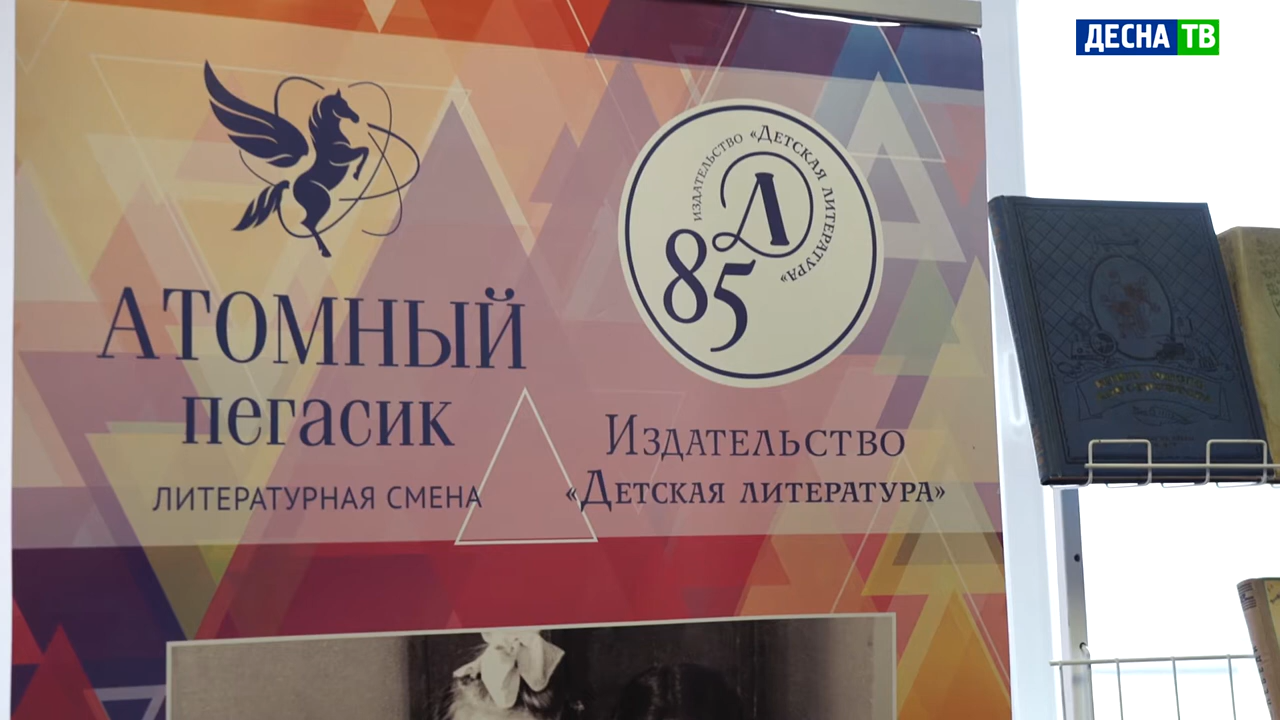 ДЕСНА ТВ
АТОМНЫЙ
пегасик
ЛИТЕРАТУРНАЯ СМЕНА
ИЗДАТЕЛЬСТВО «ДЕТСКАЯ ЛИТЕРАТУРА»
Л
85
ИЗДАТЕЛЬСТВО
«ДЕТСКАЯ ЛИТЕРАТУРА»